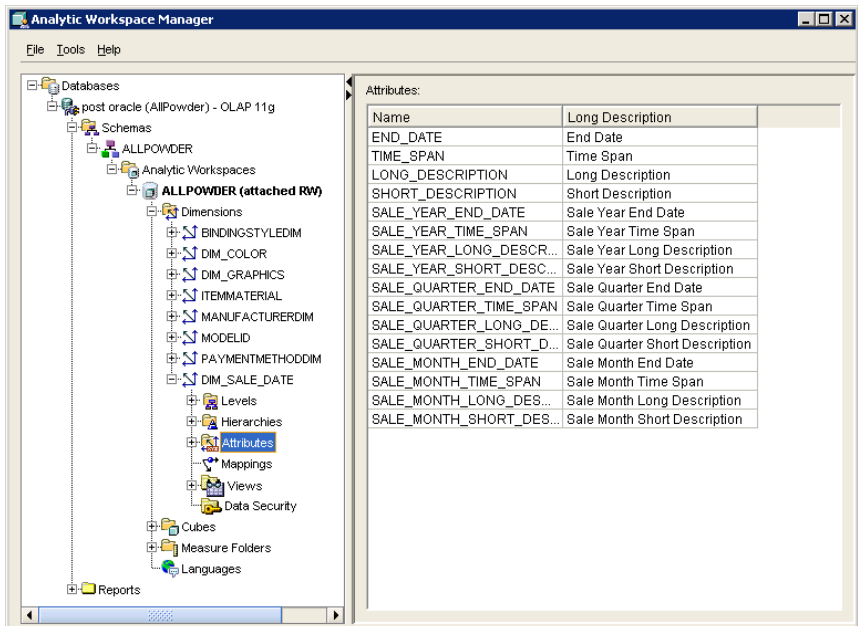 Analytic Workspace Manager
File Tools Help
Databases
post oracle (AllPowder) - OLAP 11g
Schemas
ALLPOWDER
Analytic Workspaces
ALLPOWDER (attached RW)
Dimensions
BINDINGSTYLEDIM
DIM_COLOR
DIM_GRAPHICS
ITEMMATERIAL
MANUFACTURERDIM
MODELID
PAYMENTMETHODDIM
DIM_SALE_DATE
Levels
Hierarchies
Attributes
Mappings
Views
Data Security
Cubes
Measure Folders
Languages
Reports
Attributes:
Name Long Description
END_DATE End Date
TIME_SPAN Time Span
LONG_DESCRIPTION Long Description
SHORT_DESCRIPTION Short Description
SALE_YEAR_END_DATE Sale Year End Date
SALE_YEAR_TIME_SPAN Sale Year Time Span
SALE_YEAR_LONG_DESCR... Sale Year Long Description
SALE_YEAR_SHORT_DESC... Sale Year Short Description
SALE_QUARTER_END_DATE Sale Quarter End Date
SALE_QUARTER_TIME_SPAN Sale Quarter Time Span
SALE_QUARTER_LONG_DE... Sale Quarter Long Description
SALE_QUARTER_SHORT_D... Sale Quarter Short Description
SALE_MONTH_END_DATE Sale Month End Date
SALE_MONTH_TIME_SPAN Sale Month Time Span
SALE_MONTH_LONG_DES... Sale Month Long Description
SALE_MONTH_SHORT_DES... Sale Month Short Description